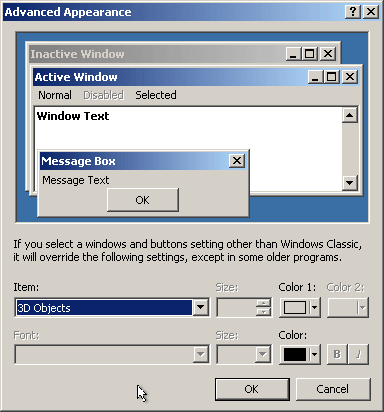 Advanced Appearance
Inactive Window
Active Window
Normal Disabled Selected
Window Text
Message Box
Message Text
OK
If you select a windows and buttons setting other than Windows Classic,
it will override the following settings, except in some older programs.
Item: Size: Color 1: Color 2:
3D Objects
Font: Size: Color:
B I
OK Cancel